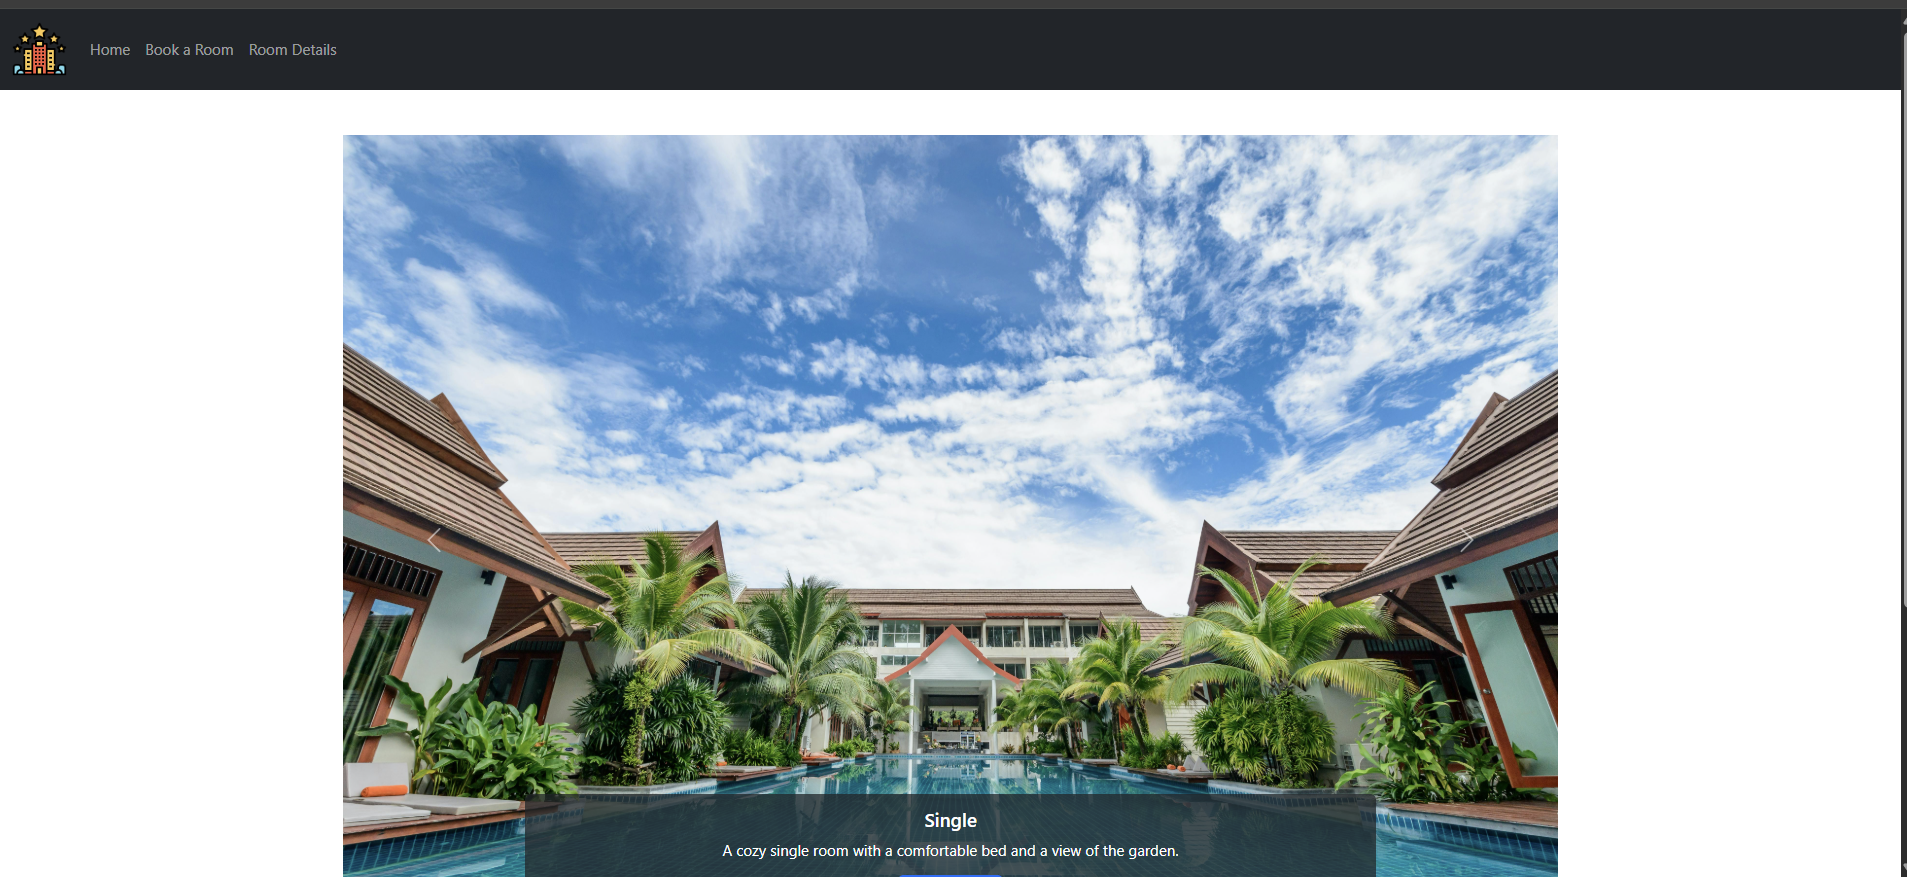 Home Book a Room Room Details
Single
A cozy single room with a comfortable bed and a view of the garden.